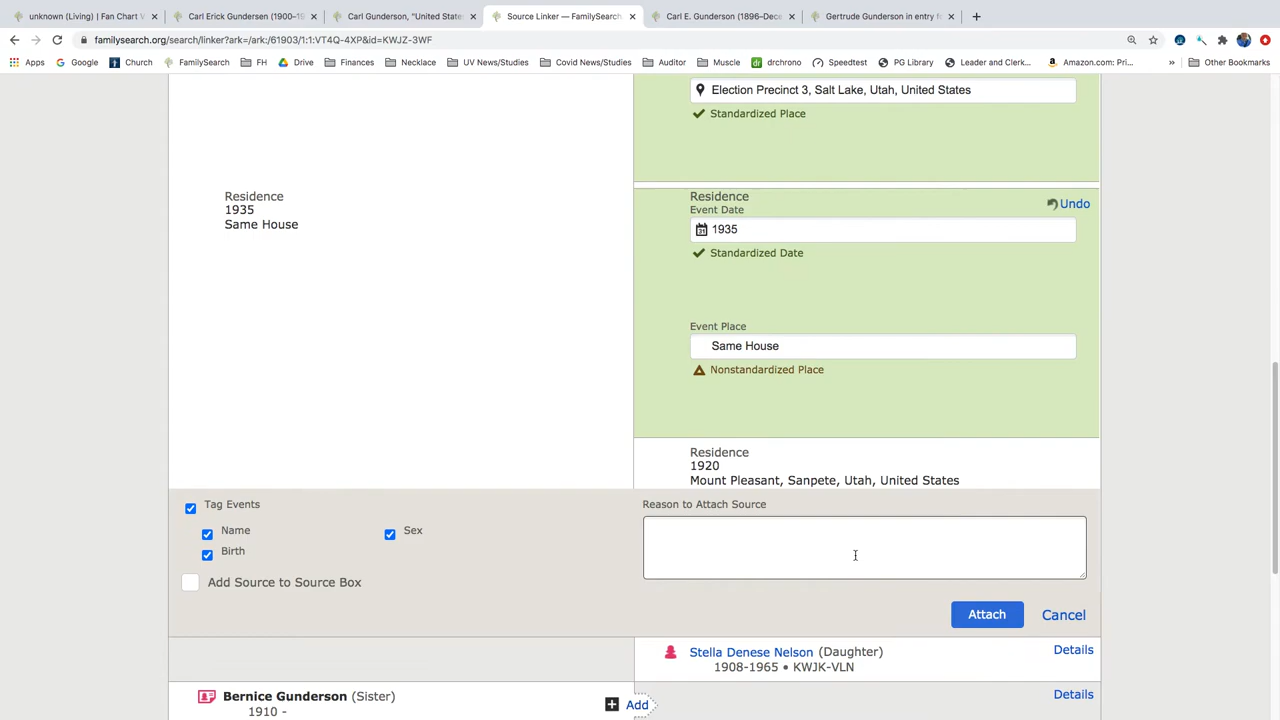 unknown (Living) | Fan Chart V
Carl Erick Gundersen (1900–19
Carl Gunderson, "United State
Source Linker — FamilySearch
Carl E. Gunderson (1896–Dece
Gertrude Gunderson in entry f
familysearch.org/search/linker?ark=/ark:/61903/1:1:VT4Q-4XP&id=KWJZ-3WF
Apps Google Church FamilySearch FH Drive Finances Necklace UV News/Studies Covid News/Studies Auditor Muscle drchrono Speedtest PG Library Leader and Clerk... Amazon.com: Pri... » Other Bookmarks
Election Precinct 3, Salt Lake, Utah, United States
Standardized Place
Residence
1935
Same House
Residence
Undo
Event Date
1935
Standardized Date
Event Place
Same House
Nonstandardized Place
Residence
1920
Mount Pleasant, Sanpete, Utah, United States
Tag Events
Name
Sex
Birth
Add Source to Source Box
Reason to Attach Source
Attach
Cancel
Stella Denese Nelson (Daughter)
Details
1908-1965 • KWJK-VLN
Bernice Gunderson (Sister)
1910 -
Add
Details